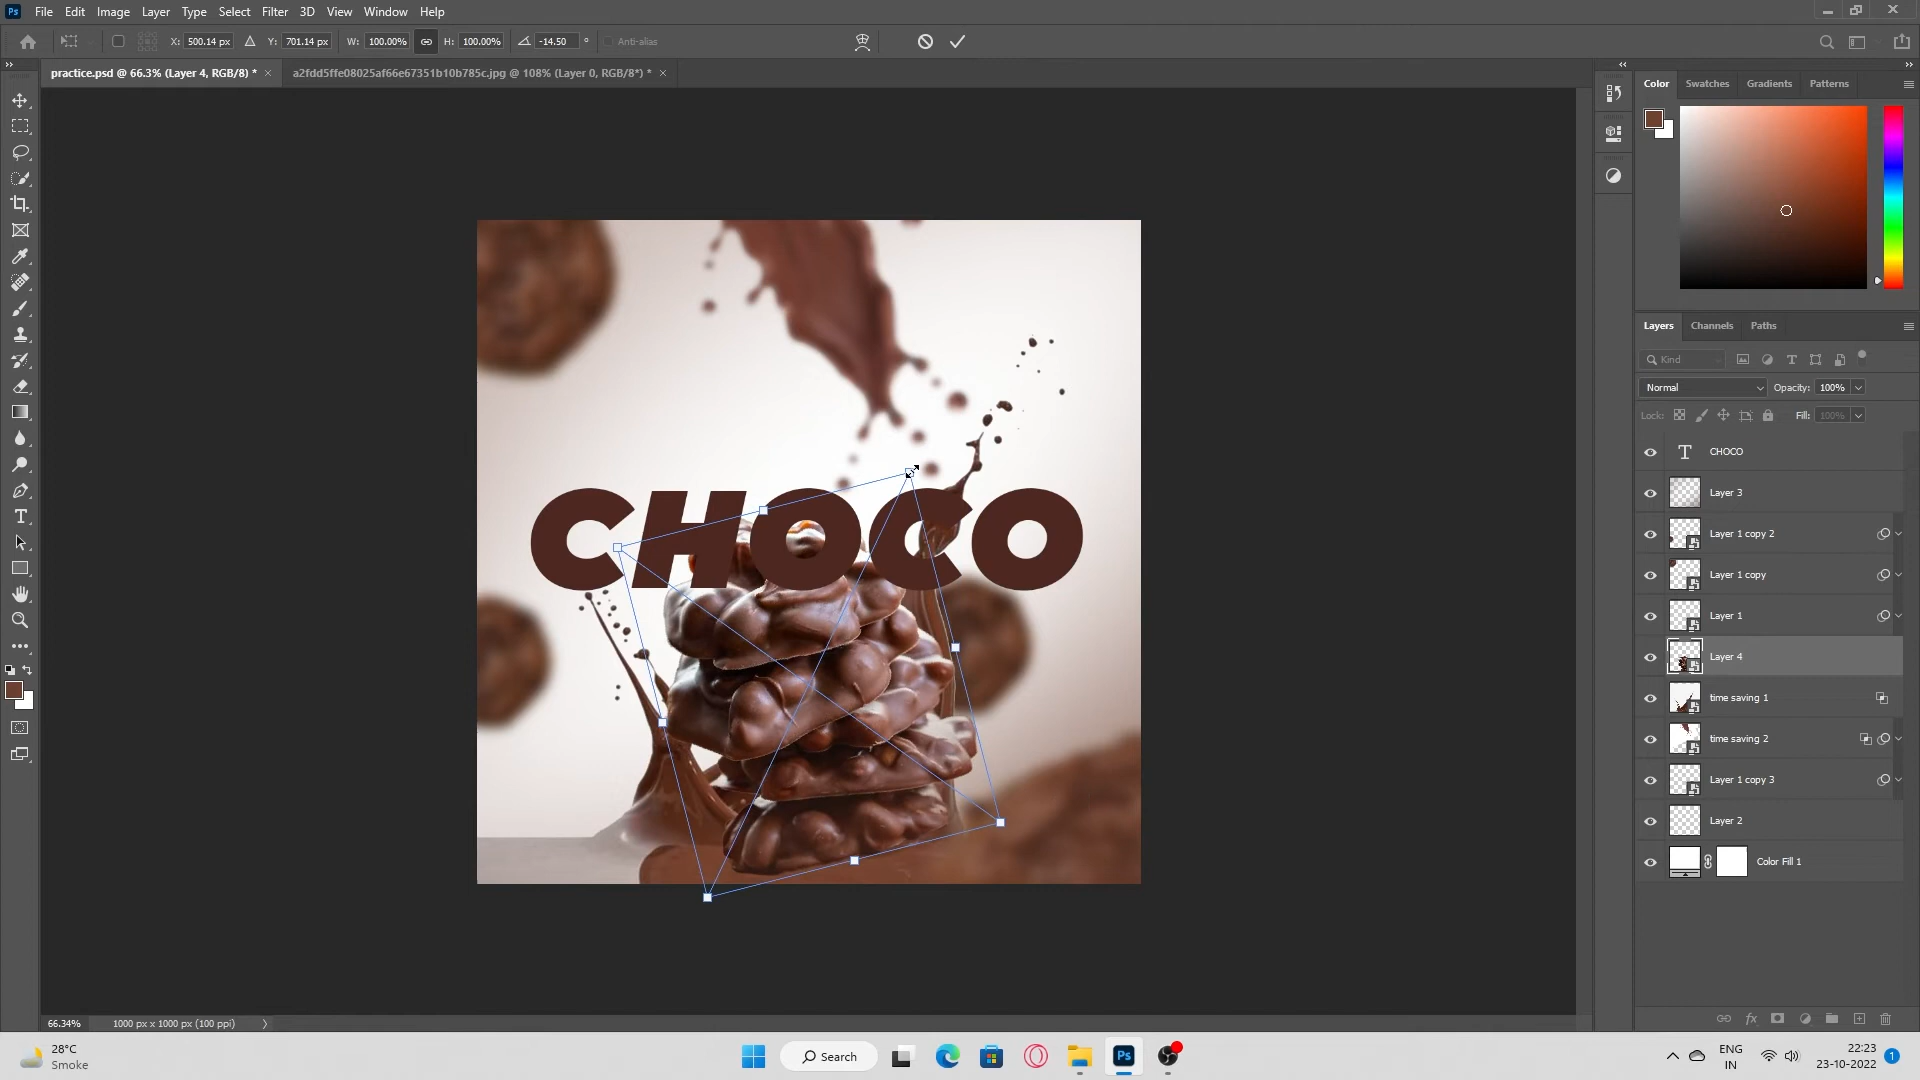 Ps File Edit Image Layer Type Select Filter 3D View Window Help
X: 500.14 px Y: 701.14 px W: 100.00% H: 100.00% -14.50 ° Anti-alias
practice.psd @ 66.3% (Layer 4, RGB/8) * × a2fdd5ffe08025af66e67351b10b785c.jpg @ 108% (Layer 0, RGB/8*) * ×
Color Swatches Gradients Patterns
CHOCO
Layers Channels Paths
Kind
Normal Opacity: 100%
Lock: Fill: 100%
T CHOCO
Layer 3
Layer 1 copy 2
Layer 1 copy
Layer 1
Layer 4
time saving 1
time saving 2
Layer 1 copy 3
Layer 2
Color Fill 1
fx
66.34% 1000 px x 1000 px (100 ppi)
28°C
Smoke
Search
Ps
ENG
IN
22:23
23-10-2022
1